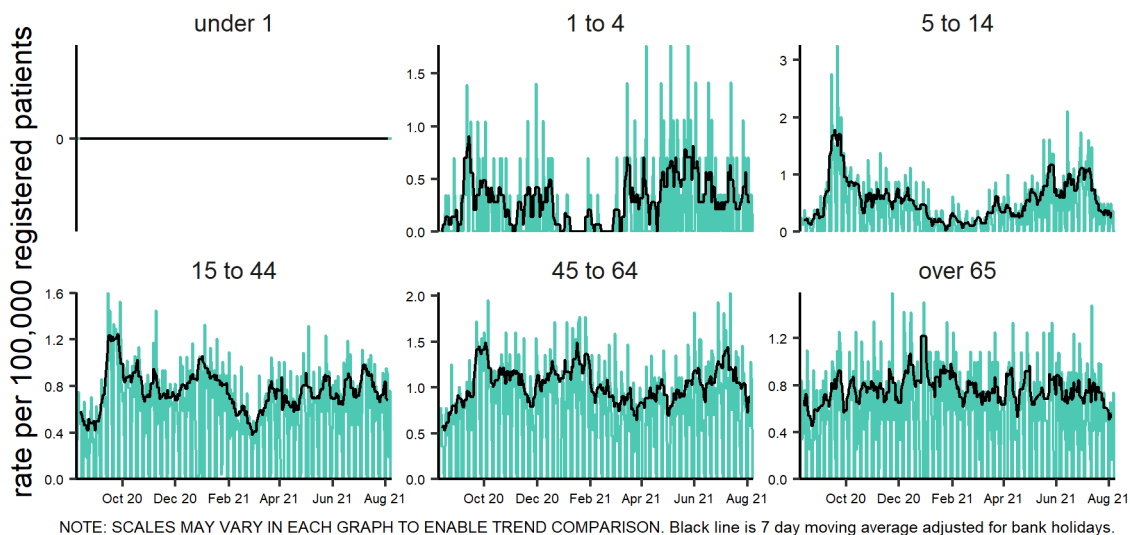 rate per 100,000 registered patients
under 1
1 to 4
5 to 14
0
1.5
1.0
0.5
0.0
3
2
1
0
15 to 44
45 to 64
over 65
1.6
1.2
0.8
0.4
0.0
2.0
1.5
1.0
0.5
0.0
1.2
0.8
0.4
0.0
Oct 20 Dec 20 Feb 21 Apr 21 Jun 21 Aug 21
Oct 20 Dec 20 Feb 21 Apr 21 Jun 21 Aug 21
Oct 20 Dec 20 Feb 21 Apr 21 Jun 21 Aug 21
NOTE: SCALES MAY VARY IN EACH GRAPH TO ENABLE TREND COMPARISON. Black line is 7 day moving average adjusted for bank holidays.